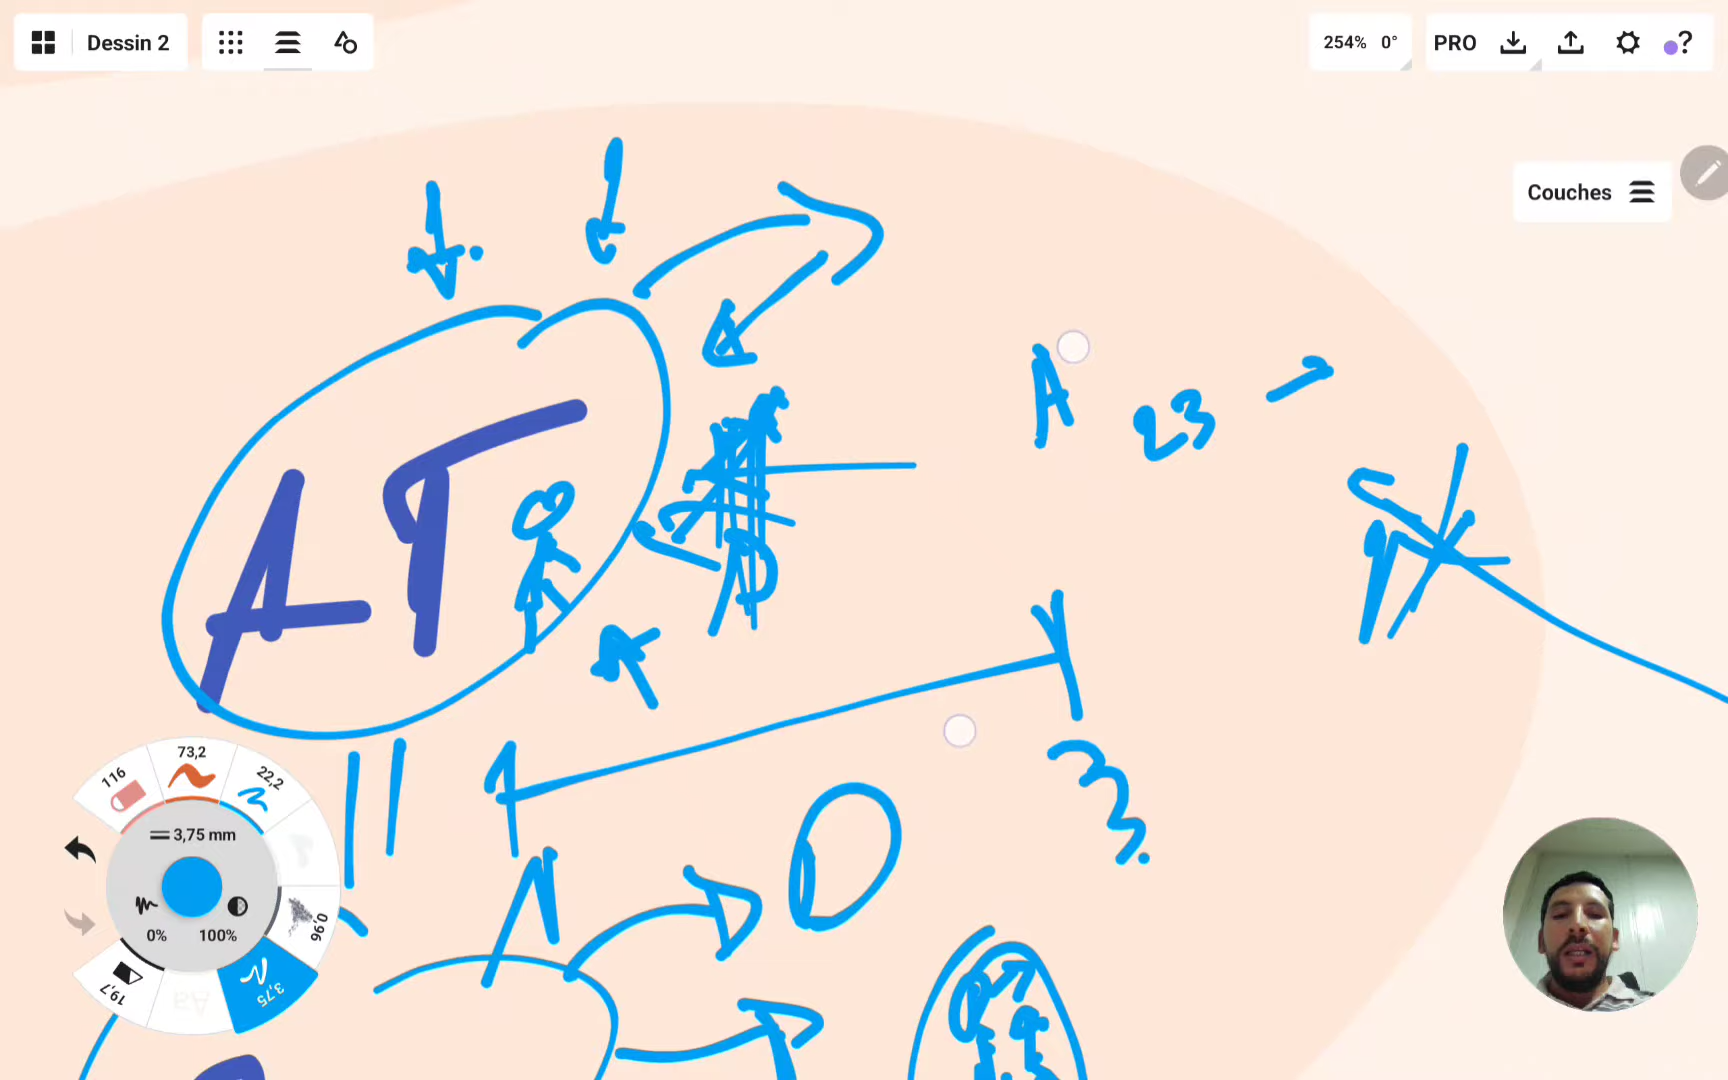 Dessin 2
254% 0°
PRO
?
Couches
A 23
AT
3
116
73,2
22,2
3,75 mm
0%
100%
0,96
3,75
Aa
19,7